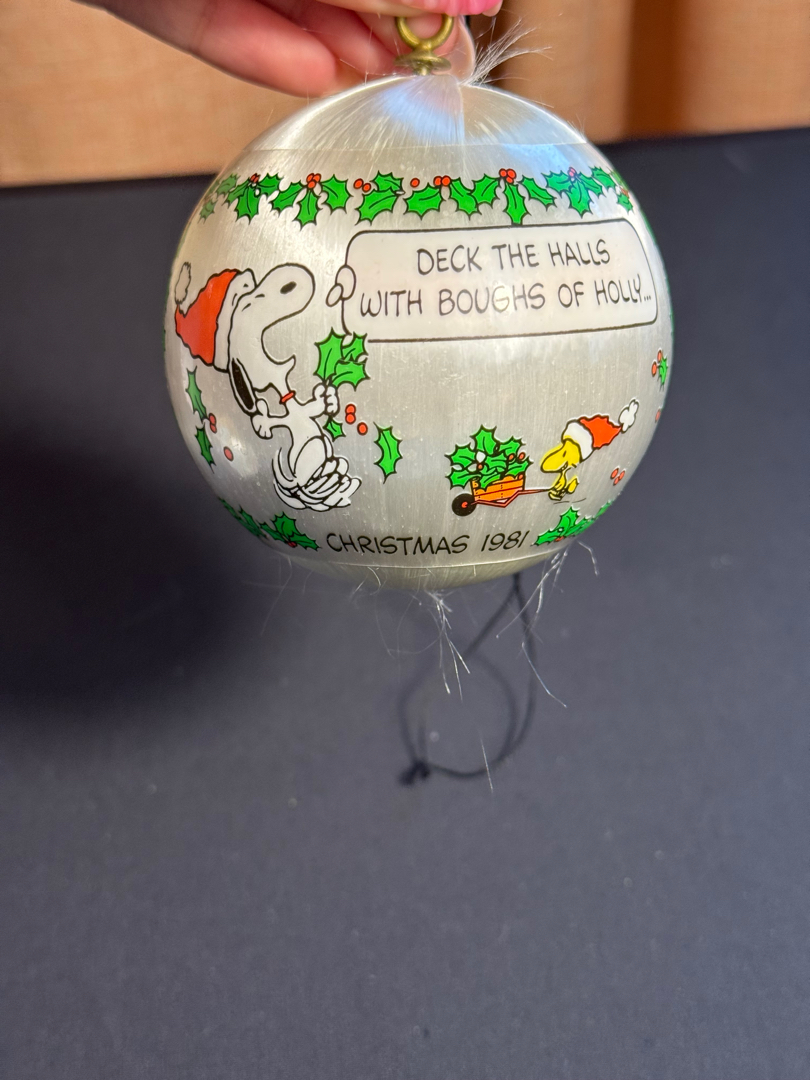 DECK THE HALLS
WITH BOUGHS OF HOLLY...
CHRISTMAS 1981